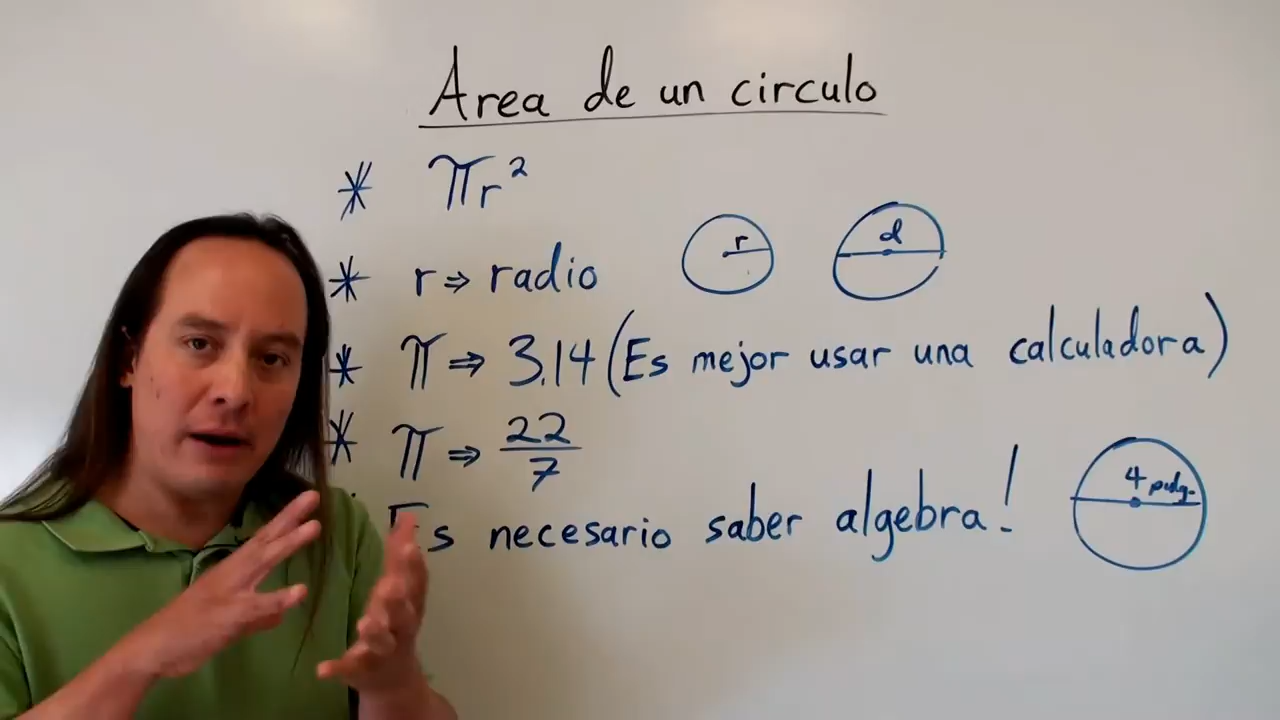 Area de un circulo
* πr²
* r ⇒ radio
r
d
* π ⇒ 3.14 (Es mejor usar una calculadora)
* π ⇒ 22/7
Es necesario saber algebra!
4 pulg.